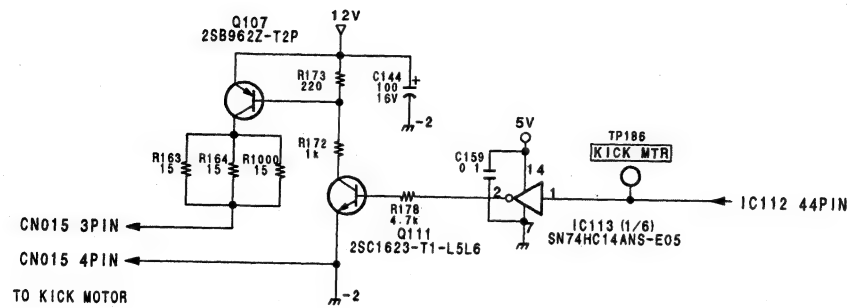 Q107
2SB962Z-T2P
12V
R173
220
C144
100
16V
+
-2
R163
15
R164
15
R1000
15
R172
1k
5V
C159
0 1
14
2
1
7
TP186
KICK MTR
IC112 44PIN
R178
4.7k
Q111
2SC1623-T1-L5L6
IC113 (1/6)
SN74HC14ANS-E05
CN015 3PIN
CN015 4PIN
-2
TO KICK MOTOR